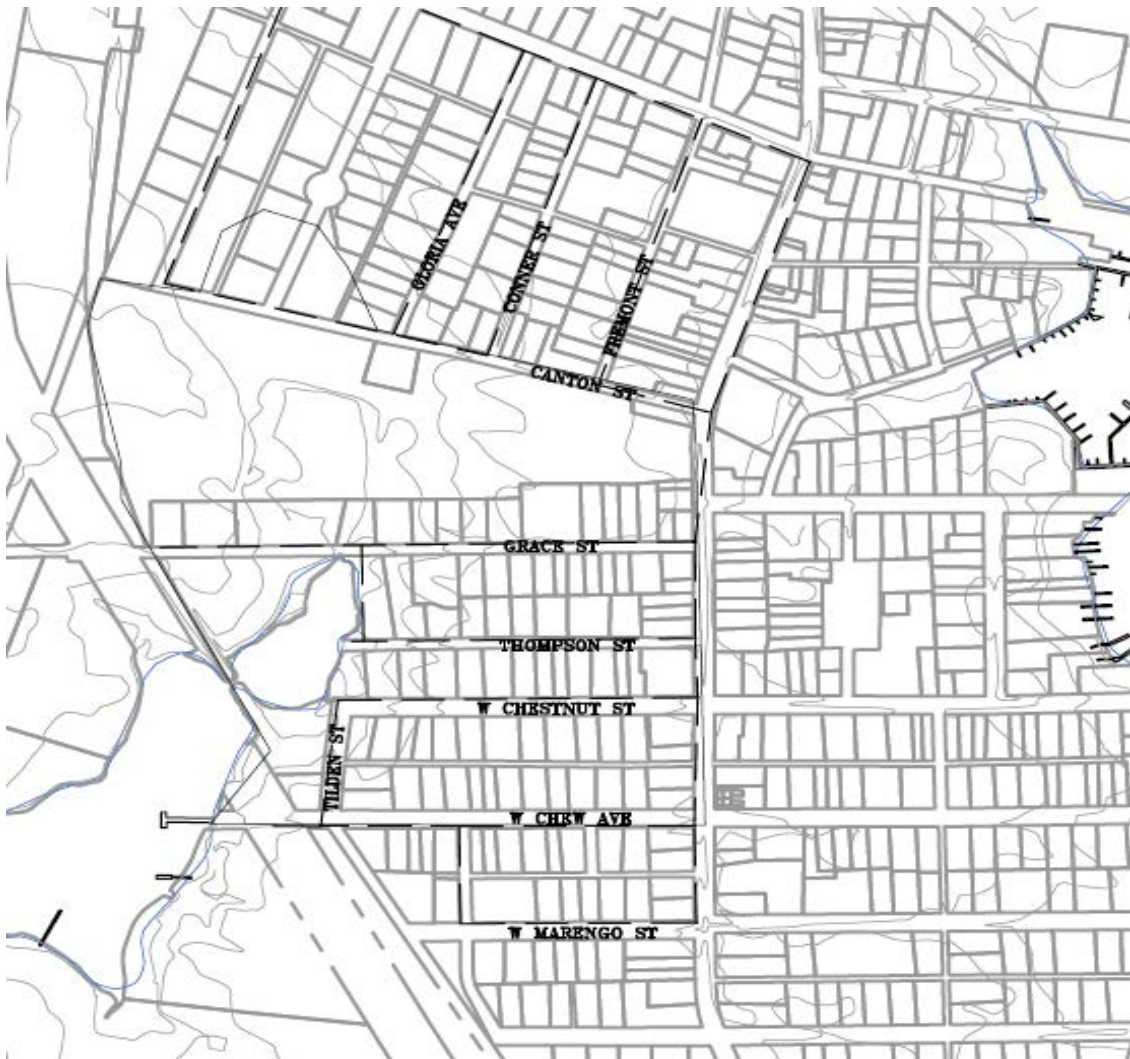 GLORIA AVE
CONNER ST
FREMONT ST
CANTON ST
GRACE ST
THOMPSON ST
W CHESTNUT ST
TILDEN ST
W CHEW AVE
W MARENGO ST